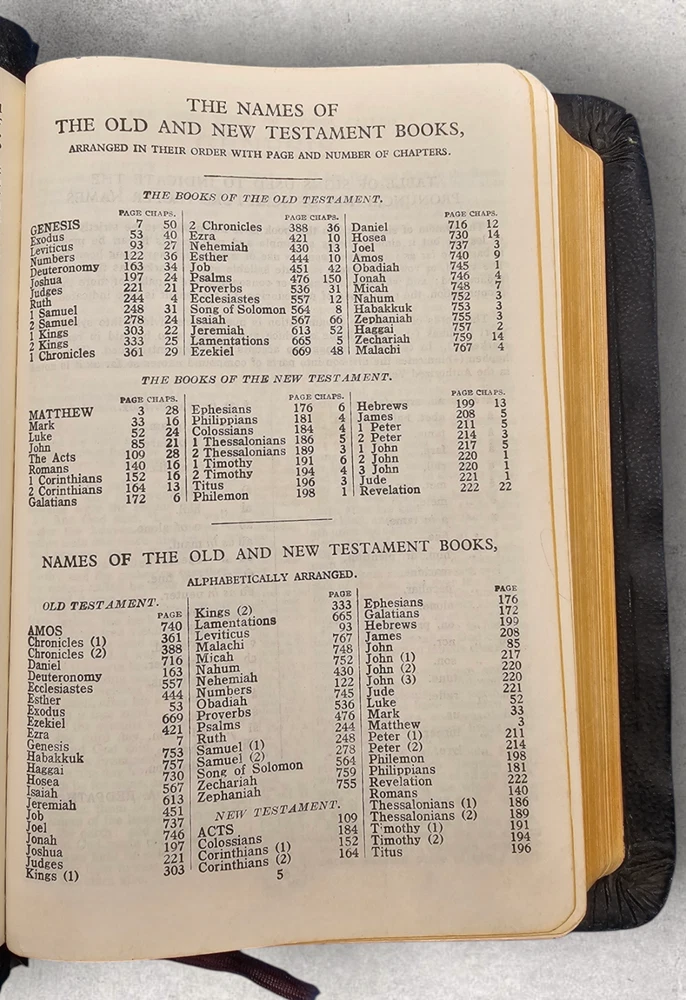 THE NAMES OF
THE OLD AND NEW TESTAMENT BOOKS,
ARRANGED IN THEIR ORDER WITH PAGE AND NUMBER OF CHAPTERS.
THE BOOKS OF THE OLD TESTAMENT.
PAGE CHAPS.
GENESIS 7 50
Exodus 53 40
Leviticus 93 27
Numbers 122 36
Deuteronomy 163 34
Joshua 197 24
Judges 221 21
Ruth 244 4
1 Samuel 248 31
2 Samuel 278 24
1 Kings 303 22
2 Kings 333 25
1 Chronicles 361 29
PAGE CHAPS.
2 Chronicles 388 36
Ezra 421 10
Nehemiah 430 13
Esther 444 10
Job 451 42
Psalms 476 150
Proverbs 536 31
Ecclesiastes 557 12
Song of Solomon 564 8
Isaiah 567 66
Jeremiah 613 52
Lamentations 665 5
Ezekiel 669 48
PAGE CHAPS.
Daniel 716 12
Hosea 730 14
Joel 737 3
Amos 740 9
Obadiah 745 1
Jonah 746 4
Micah 748 7
Nahum 752 3
Habakkuk 753 3
Zephaniah 755 3
Haggai 757 2
Zechariah 759 14
Malachi 767 4
THE BOOKS OF THE NEW TESTAMENT.
PAGE CHAPS.
MATTHEW 3 28
Mark 33 16
Luke 52 24
John 85 21
The Acts 109 28
Romans 140 16
1 Corinthians 152 16
2 Corinthians 164 13
Galatians 172 6
PAGE CHAPS.
Ephesians 176 6
Philippians 181 4
Colossians 184 4
1 Thessalonians 186 5
2 Thessalonians 189 3
1 Timothy 191 6
2 Timothy 194 4
Titus 196 3
Philemon 198 1
PAGE CHAPS.
Hebrews 199 13
James 208 5
1 Peter 211 5
2 Peter 214 3
1 John 217 5
2 John 220 1
3 John 220 1
Jude 221 1
Revelation 222 22
NAMES OF THE OLD AND NEW TESTAMENT BOOKS,
ALPHABETICALLY ARRANGED.
OLD TESTAMENT.
PAGE
AMOS 740
Chronicles (1) 361
Chronicles (2) 388
Daniel 716
Deuteronomy 163
Ecclesiastes 557
Esther 444
Exodus 53
Ezekiel 669
Ezra 421
Genesis 7
Habakkuk 753
Haggai 757
Hosea 730
Isaiah 567
Jeremiah 613
Job 451
Joel 737
Jonah 746
Joshua 197
Judges 221
Kings (1) 303
PAGE
Kings (2) 333
Lamentations 665
Leviticus 93
Malachi 767
Micah 748
Nahum 752
Nehemiah 430
Numbers 122
Obadiah 745
Proverbs 536
Psalms 476
Ruth 244
Samuel (1) 248
Samuel (2) 278
Song of Solomon 564
Zechariah 759
Zephaniah 755
NEW TESTAMENT.
ACTS 109
Colossians 184
Corinthians (1) 152
Corinthians (2) 164
PAGE
Ephesians 176
Galatians 172
Hebrews 199
James 208
John 85
John (1) 217
John (2) 220
John (3) 220
Jude 221
Luke 52
Mark 33
Matthew 3
Peter (1) 211
Peter (2) 214
Philemon 198
Philippians 181
Revelation 222
Romans 140
Thessalonians (1) 186
Thessalonians (2) 189
Timothy (1) 191
Timothy (2) 194
Titus 196
5